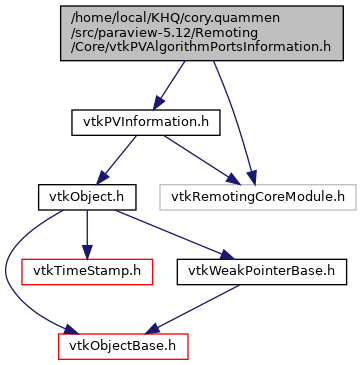 /home/local/KHQ/cory.quammen
/src/paraview-5.12/Remoting
/Core/vtkPVAlgorithmPortsInformation.h
vtkPVInformation.h
vtkObject.h
vtkRemotingCoreModule.h
vtkTimeStamp.h
vtkWeakPointerBase.h
vtkObjectBase.h